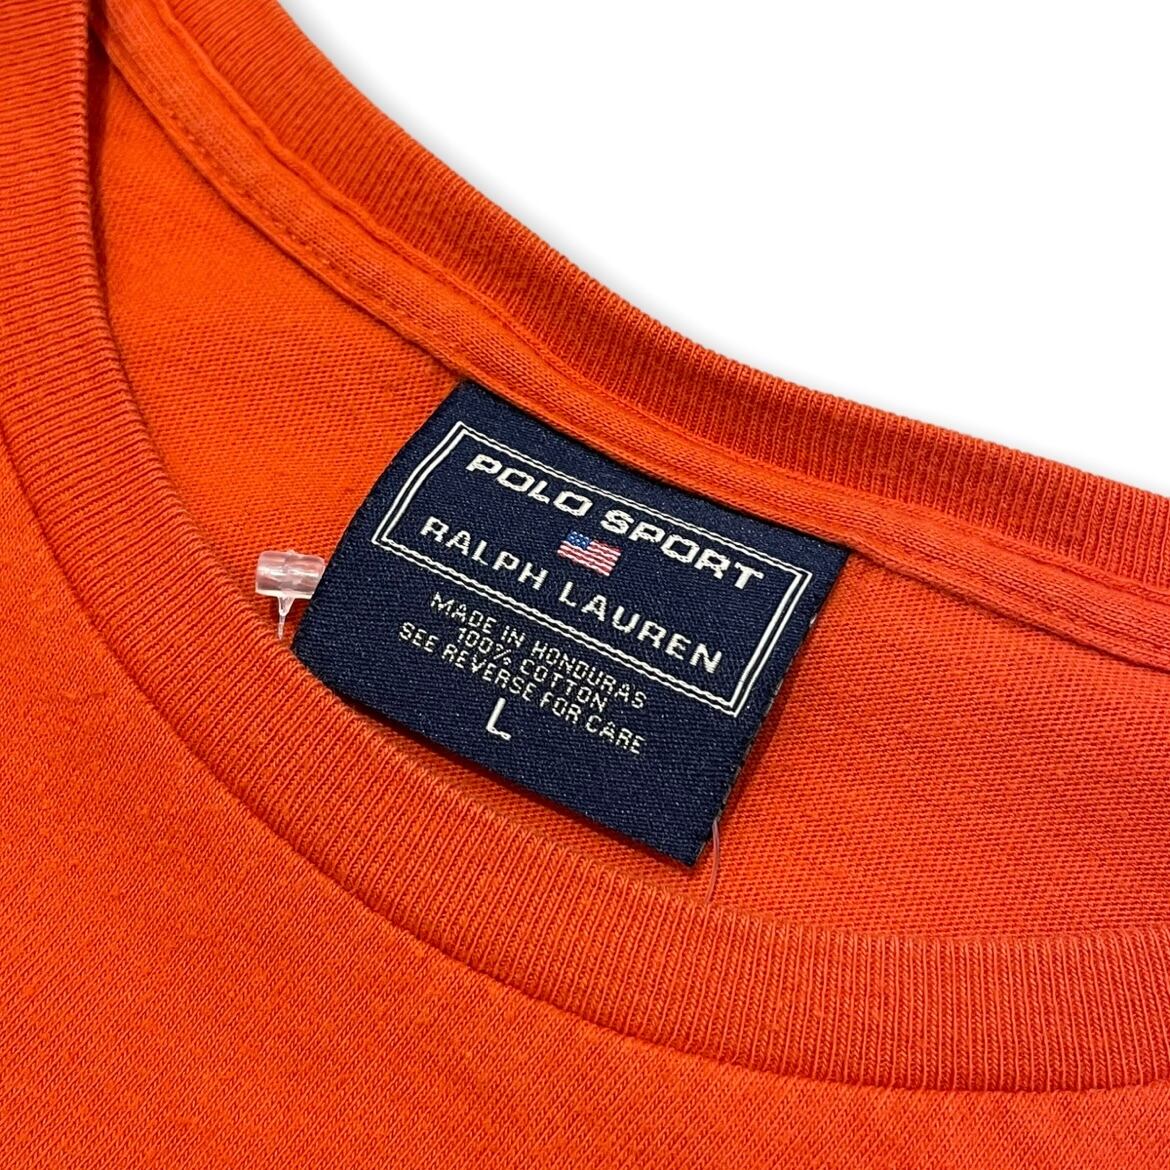 POLO SPORT
RALPH LAUREN
MADE IN HONDURAS
100% COTTON
SEE REVERSE FOR CARE
L